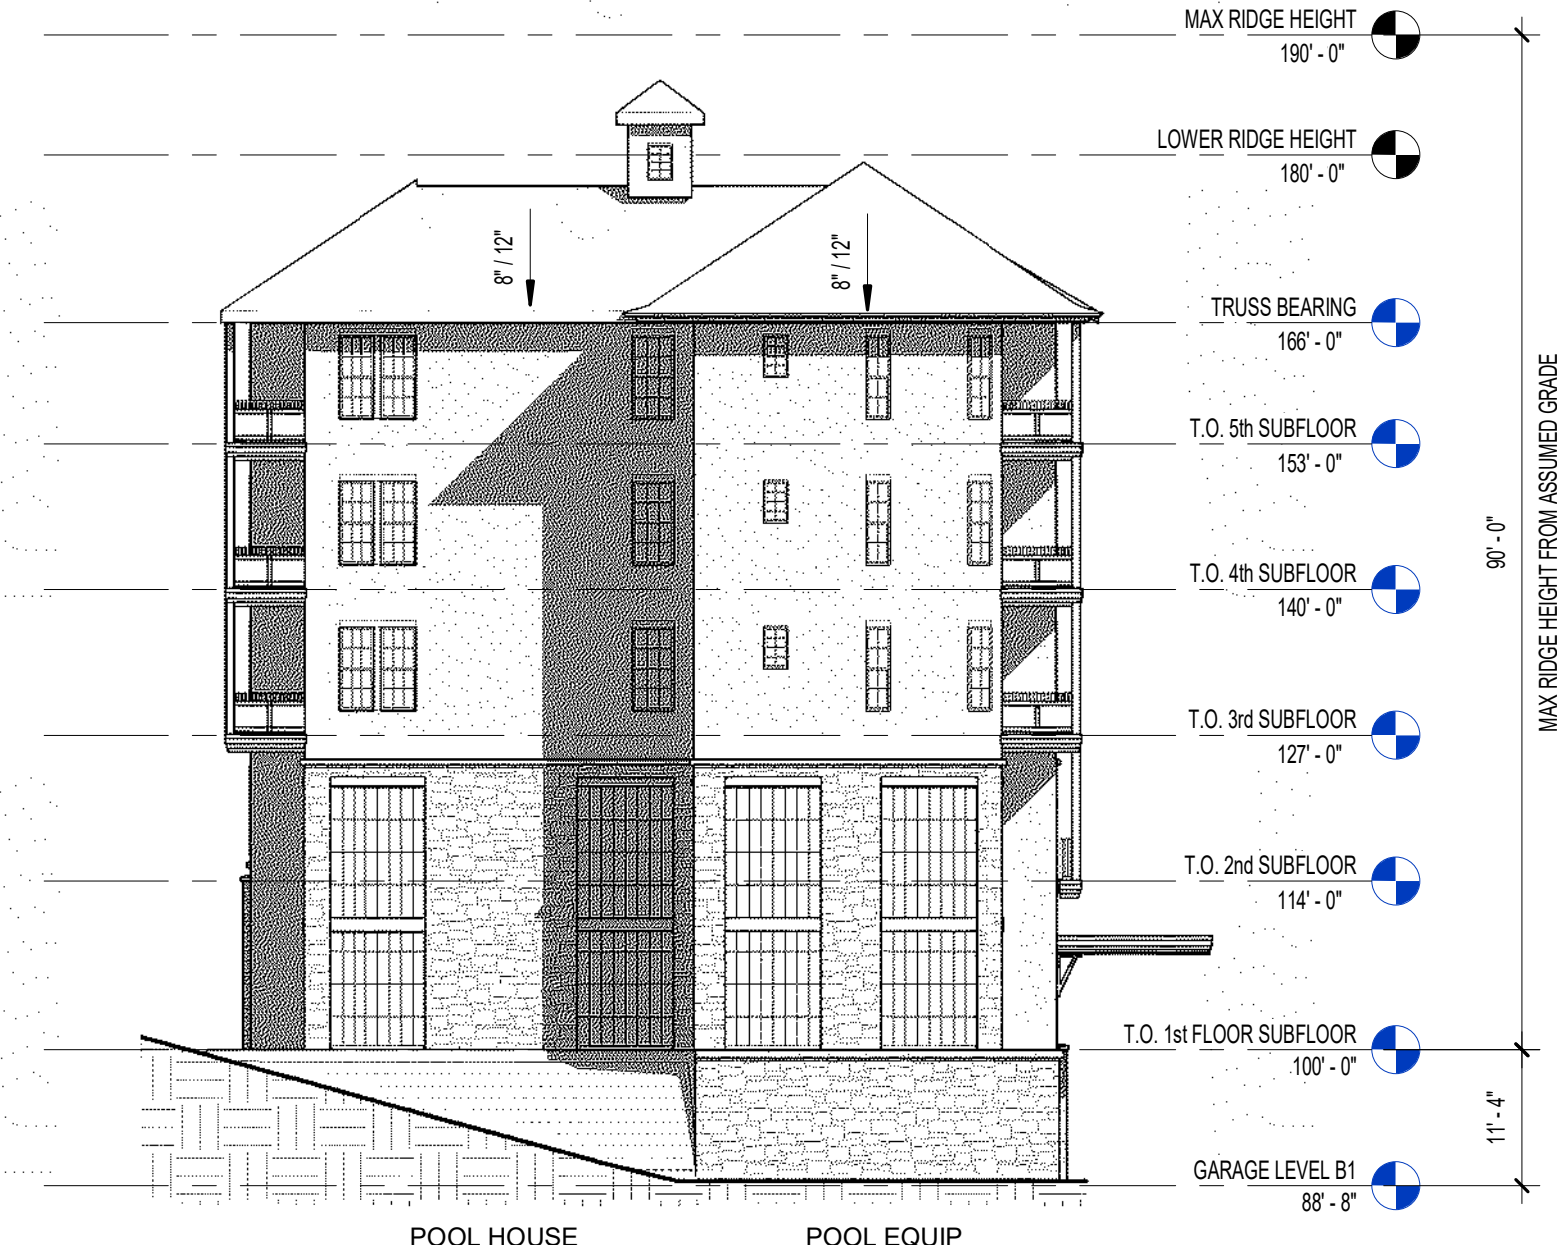 MAX RIDGE HEIGHT
190' - 0"
LOWER RIDGE HEIGHT
180' - 0"
8" / 12"
8" / 12"
TRUSS BEARING
166' - 0"
T.O. 5th SUBFLOOR
153' - 0"
T.O. 4th SUBFLOOR
140' - 0"
T.O. 3rd SUBFLOOR
127' - 0"
T.O. 2nd SUBFLOOR
114' - 0"
T.O. 1st FLOOR SUBFLOOR
100' - 0"
GARAGE LEVEL B1
88' - 8"
90' - 0"
MAX RIDGE HEIGHT FROM ASSUMED GRADE
11' - 4"
POOL HOUSE
POOL EQUIP